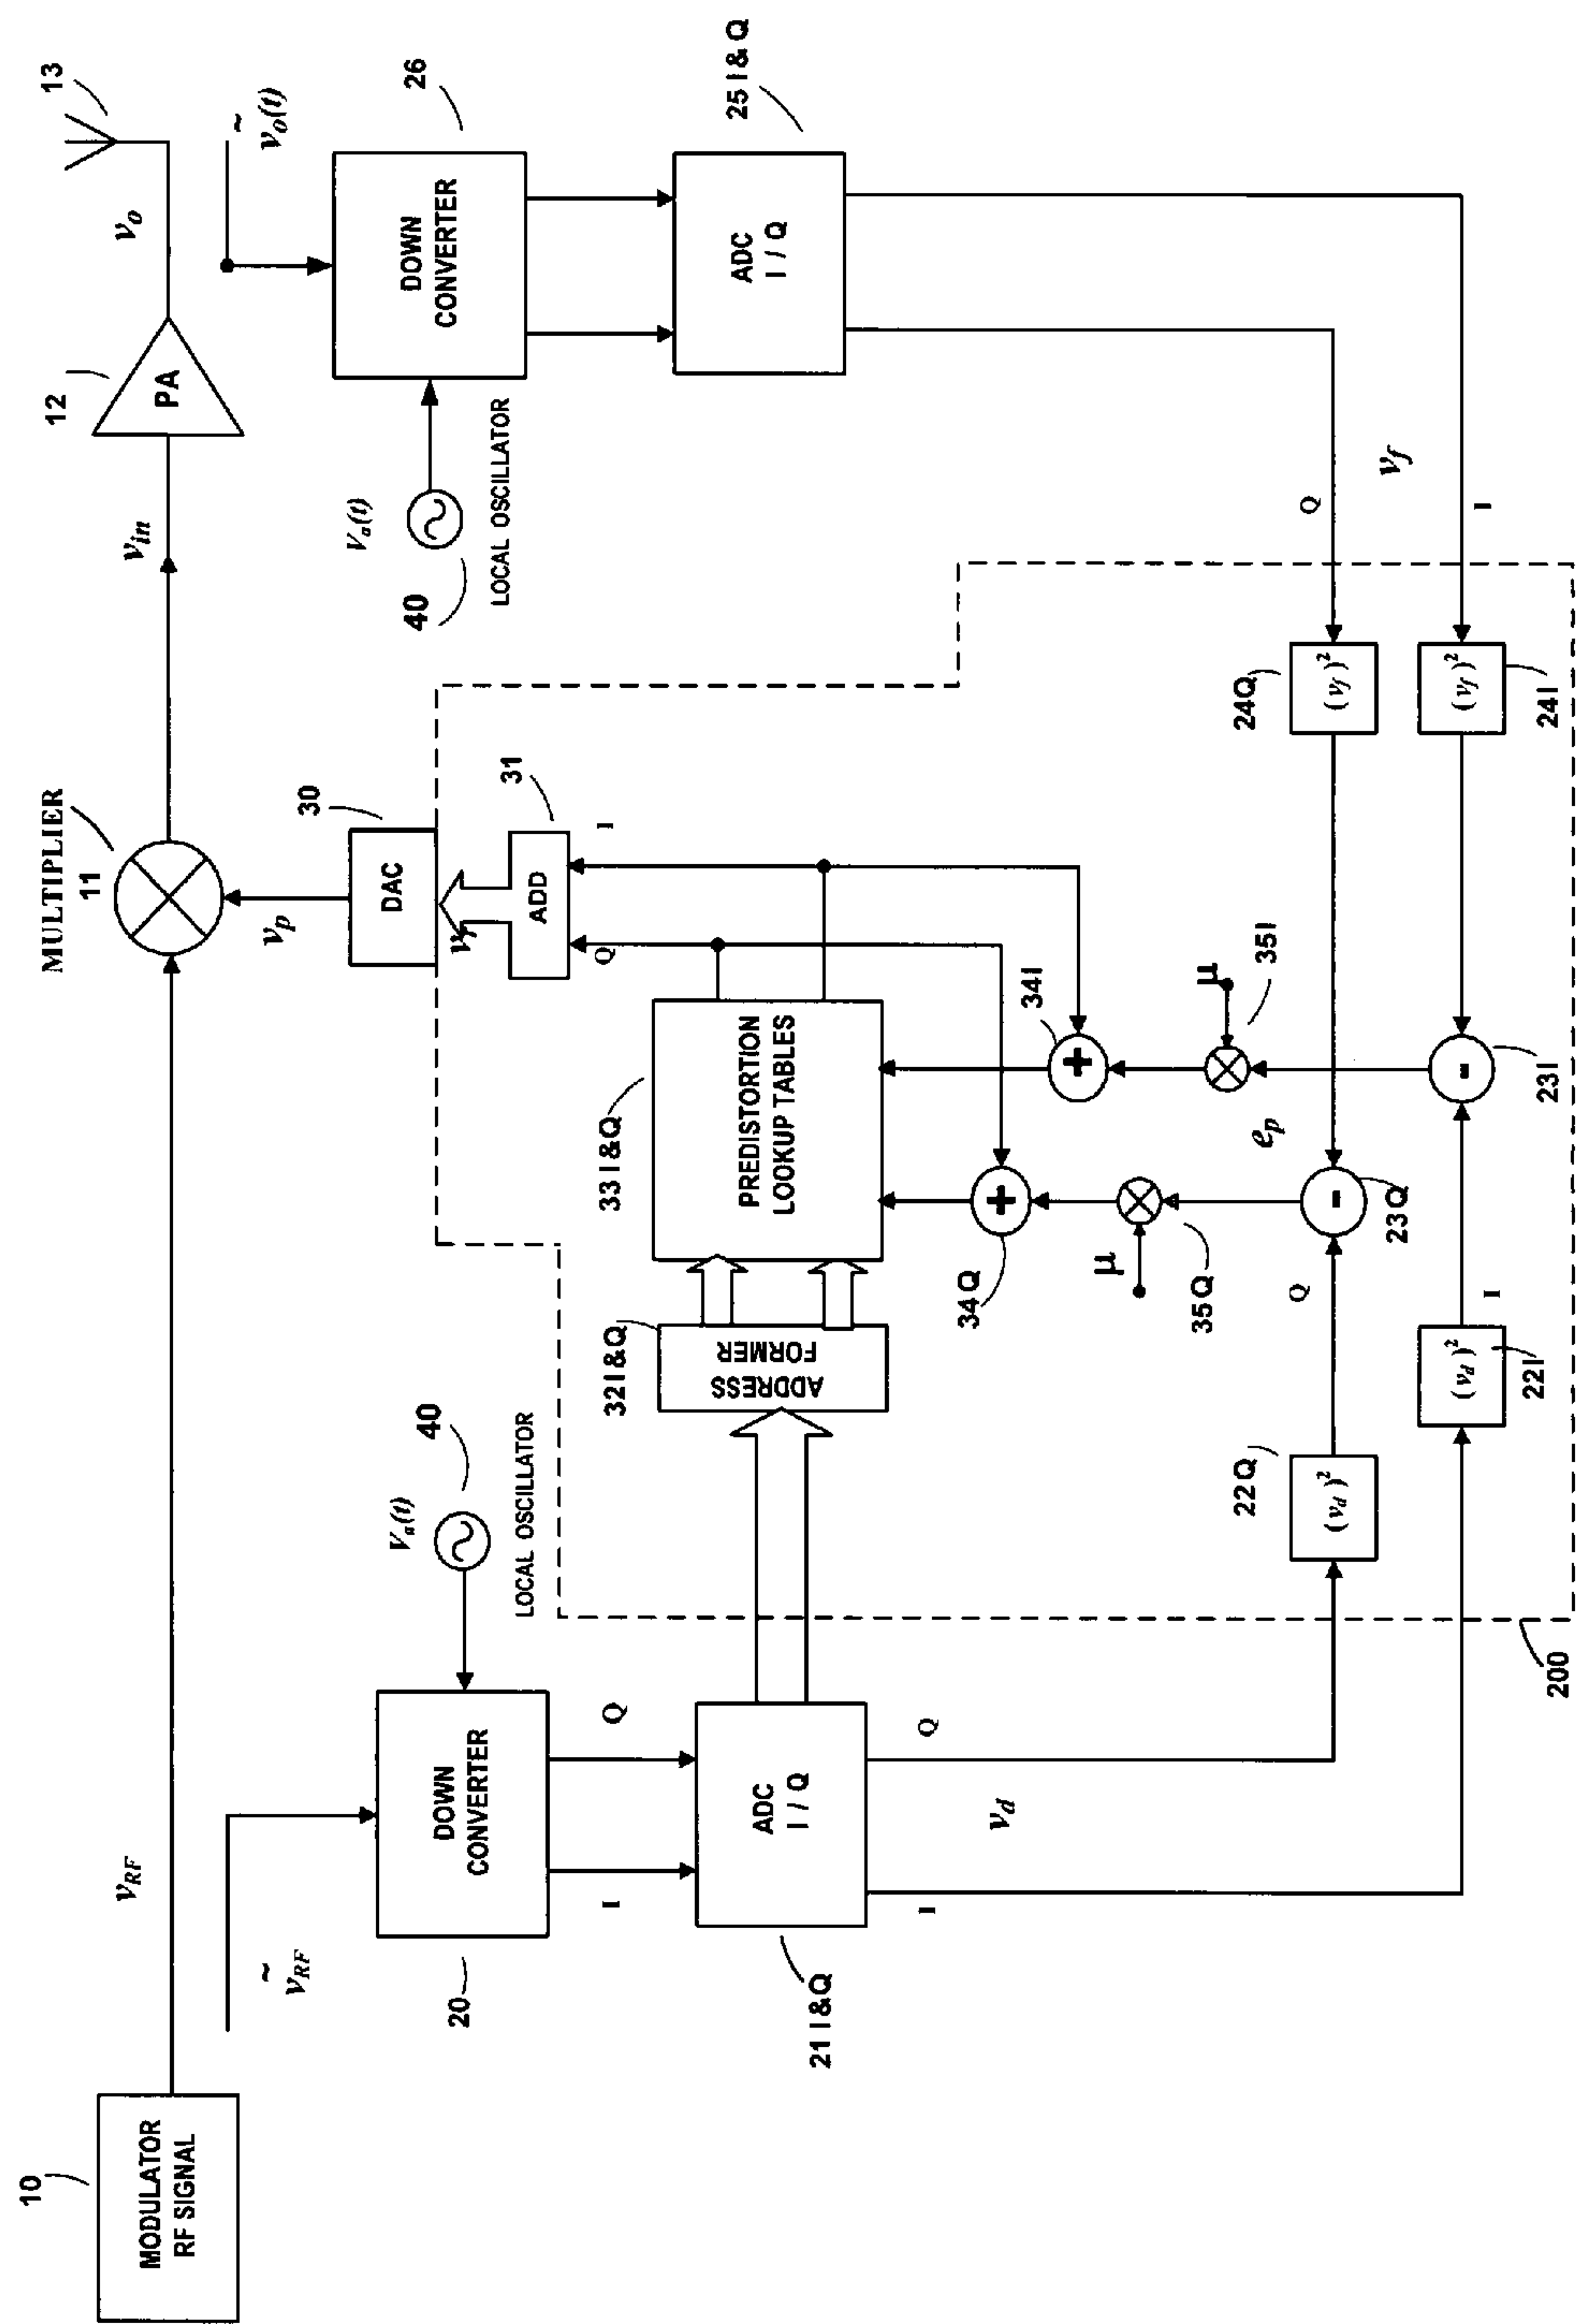 10
MODULATOR
RF SIGNAL
v_RF
MULTIPLIER
11
v_in
12
PA
v_o
13
ṽ_RF
20
DOWN
CONVERTER
V_a(t)
40
LOCAL OSCILLATOR
I
Q
21 I&Q
ADC
I / Q
I
Q
v_d
v_p
30
DAC
v_r
31
ADD
Q
I
33 I&Q
PREDISTORTION
LOOKUP TABLES
32I&Q
ADDRESS
FORMER
34Q
+
34I
+
μ
35Q
μ
35I
e_p
22Q
(v_d)²
Q
23Q
-
24Q
(v_f)²
Q
22I
(v_d)²
I
23I
-
24I
(v_f)²
I
v_f
200
ṽ_o(t)
26
DOWN
CONVERTER
V_a(t)
40
LOCAL OSCILLATOR
25 I&Q
ADC
I / Q